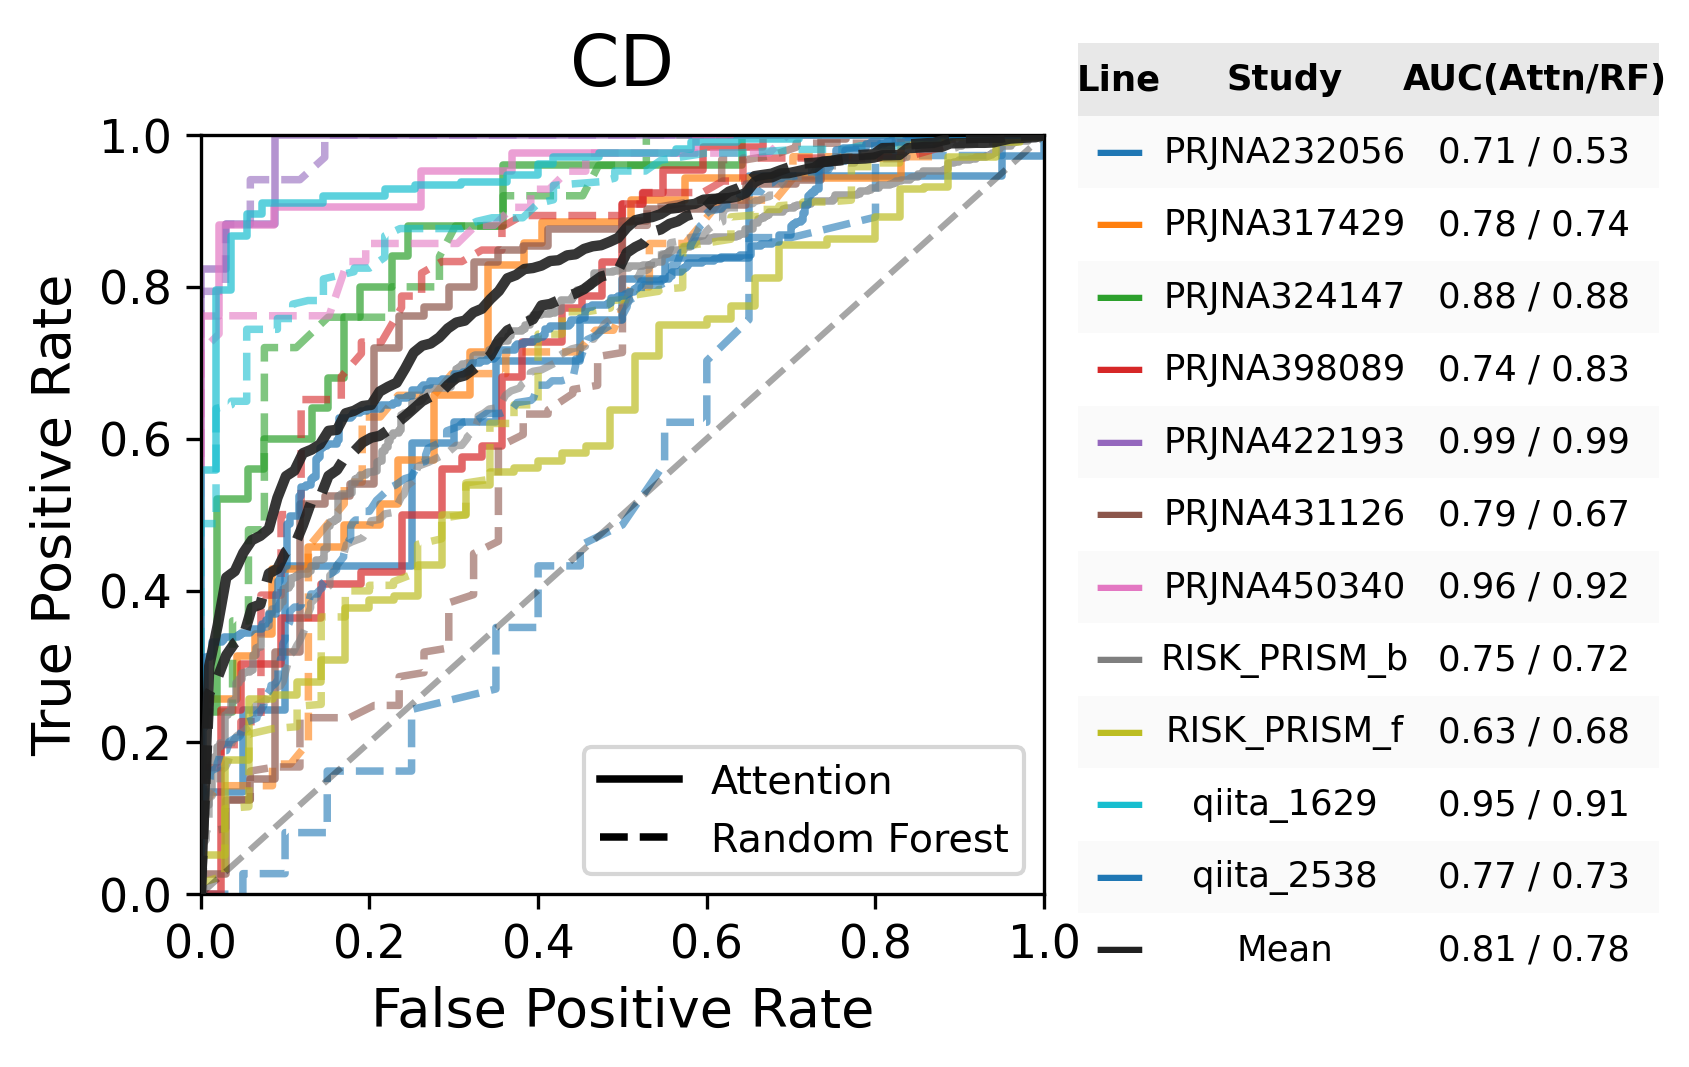 CD
True Positive Rate
1.0
0.8
0.6
0.4
0.2
0.0
0.0 0.2 0.4 0.6 0.8 1.0
False Positive Rate
Attention
Random Forest
Line Study AUC(Attn/RF)
PRJNA232056 0.71 / 0.53
PRJNA317429 0.78 / 0.74
PRJNA324147 0.88 / 0.88
PRJNA398089 0.74 / 0.83
PRJNA422193 0.99 / 0.99
PRJNA431126 0.79 / 0.67
PRJNA450340 0.96 / 0.92
RISK_PRISM_b 0.75 / 0.72
RISK_PRISM_f 0.63 / 0.68
qiita_1629 0.95 / 0.91
qiita_2538 0.77 / 0.73
Mean 0.81 / 0.78